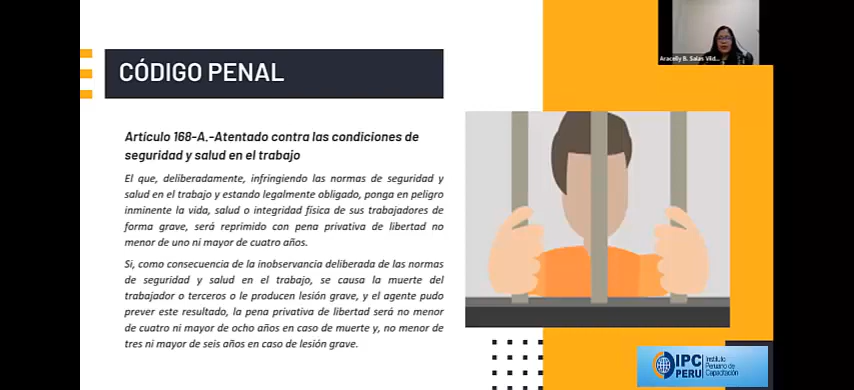 CÓDIGO PENAL
Artículo 168-A.-Atentado contra las condiciones de
seguridad y salud en el trabajo
El que, deliberadamente, infringiendo las normas de seguridad y
salud en el trabajo y estando legalmente obligado, ponga en peligro
inminente la vida, salud o integridad física de sus trabajadores de
forma grave, será reprimido con pena privativa de libertad no
menor de uno ni mayor de cuatro años.
Si, como consecuencia de la inobservancia deliberada de las normas
de seguridad y salud en el trabajo, se causa la muerte del
trabajador o terceros o le producen lesión grave, y el agente pudo
prever este resultado, la pena privativa de libertad será no menor
de cuatro ni mayor de ocho años en caso de muerte y, no menor de
tres ni mayor de seis años en caso de lesión grave.
Aracelly B. Salas Vild...
IPC
PERU
Instituto
Peruano de
Capacitación